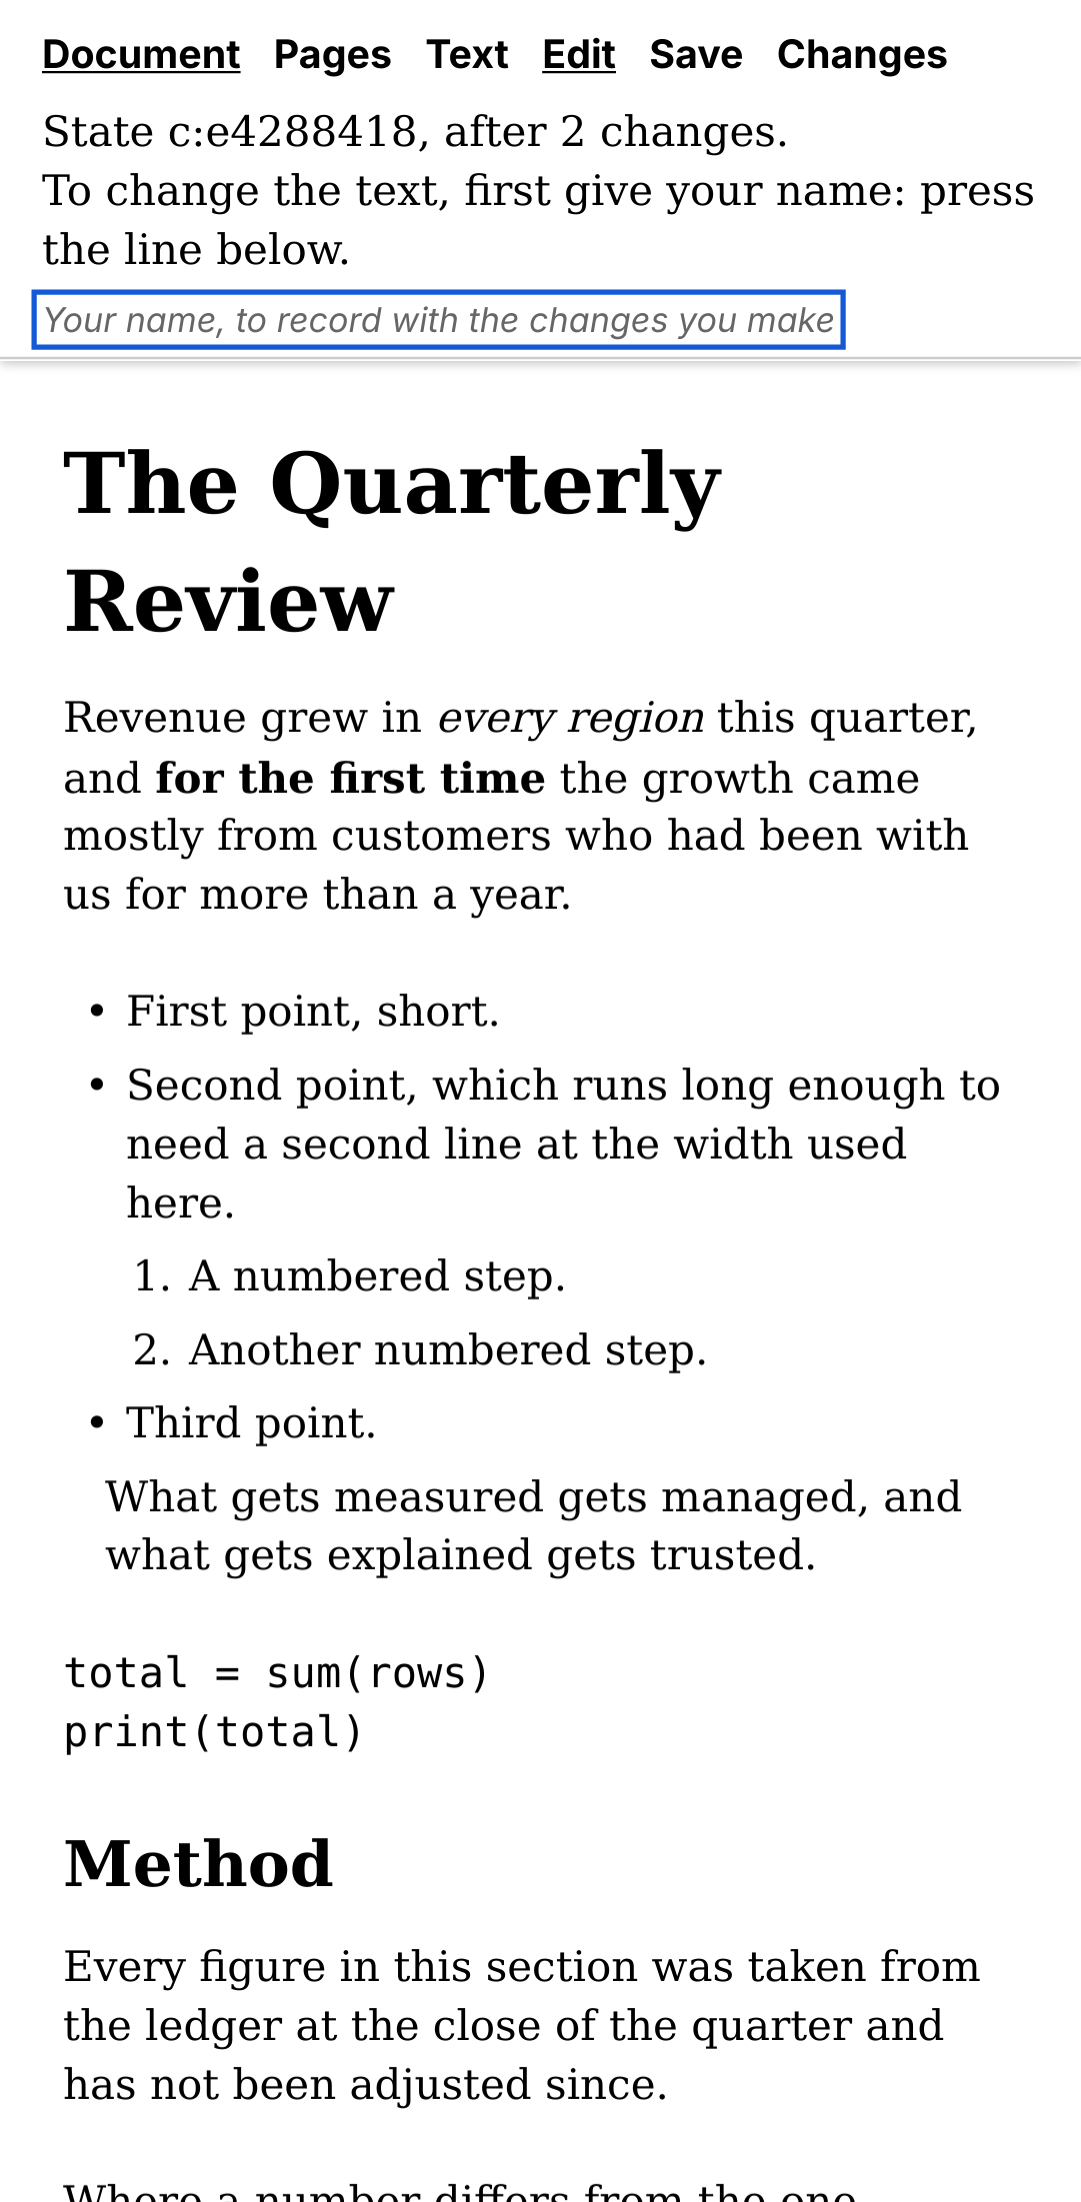 Document Pages Text Edit Save Changes
State c:e4288418, after 2 changes.
To change the text, first give your name: press
the line below.
Your name, to record with the changes you make
The Quarterly
Review
Revenue grew in every region this quarter,
and for the first time the growth came
mostly from customers who had been with
us for more than a year.
• First point, short.
• Second point, which runs long enough to
need a second line at the width used
here.
1. A numbered step.
2. Another numbered step.
• Third point.
What gets measured gets managed, and
what gets explained gets trusted.
total = sum(rows)
print(total)
Method
Every figure in this section was taken from
the ledger at the close of the quarter and
has not been adjusted since.
Where a number differs from the one